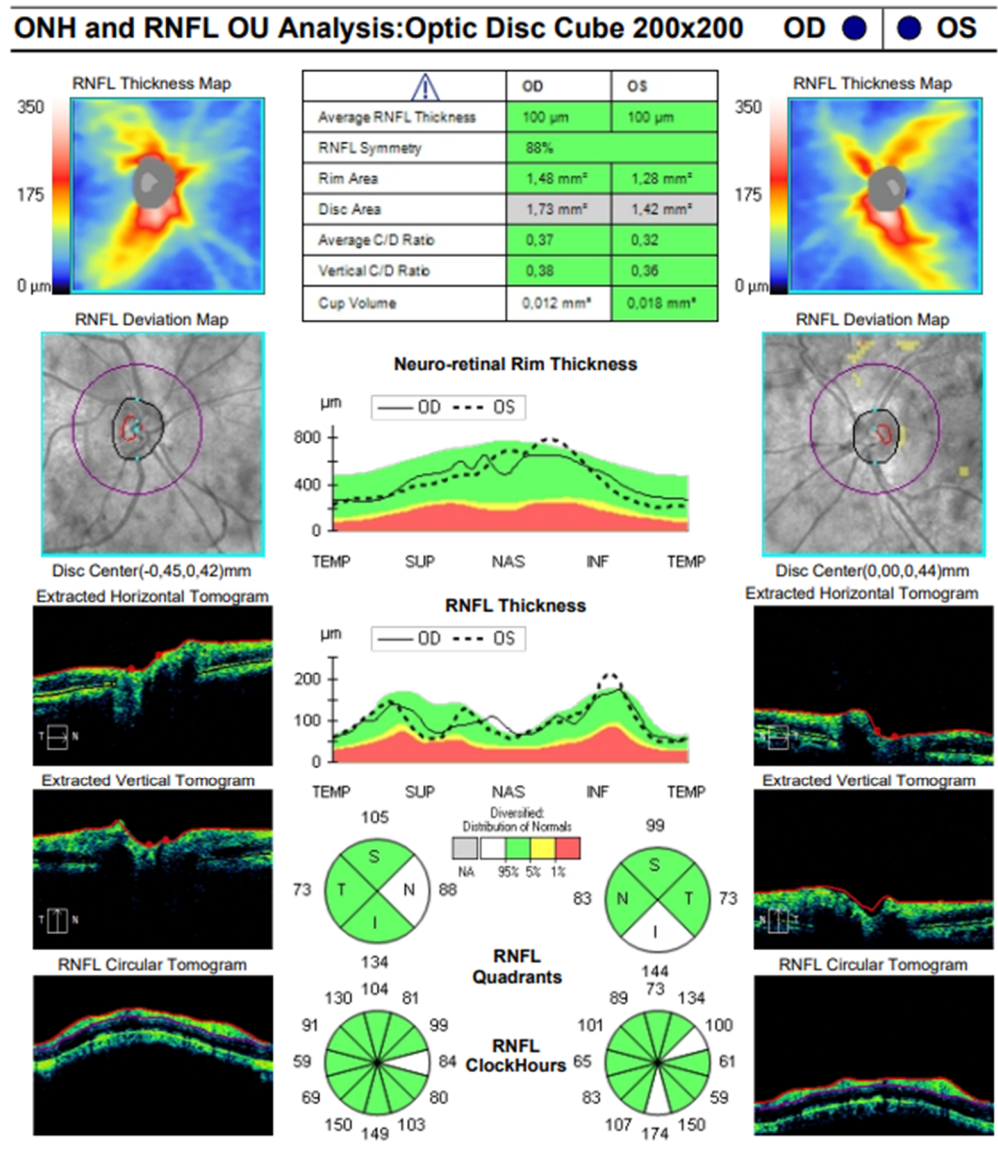 ONH and RNFL OU Analysis:Optic Disc Cube 200x200 OD OS
RNFL Thickness Map
350
175
0 µm
OD OS
Average RNFL Thickness 100 µm 100 µm
RNFL Symmetry 88%
Rim Area 1,48 mm² 1,28 mm²
Disc Area 1,73 mm² 1,42 mm²
Average C/D Ratio 0,37 0,32
Vertical C/D Ratio 0,38 0,36
Cup Volume 0,012 mm³ 0,018 mm³
RNFL Thickness Map
350
175
0 µm
RNFL Deviation Map
Disc Center(-0,45,0,42)mm
RNFL Deviation Map
Disc Center(0,00,0,44)mm
Neuro-retinal Rim Thickness
µm
OD OS
800
400
0
TEMP SUP NAS INF TEMP
Extracted Horizontal Tomogram
T N
Extracted Horizontal Tomogram
N T
RNFL Thickness
µm
OD OS
200
100
0
TEMP SUP NAS INF TEMP
Extracted Vertical Tomogram
T N
Extracted Vertical Tomogram
N T
Diversified:
Distribution of Normals
NA 95% 5% 1%
105
S
73 T N 88
I
134
99
S
83 N T 73
I
144
RNFL
Quadrants
RNFL Circular Tomogram
RNFL Circular Tomogram
130 104 81
91 99
59 84
69 80
150 149 103
RNFL
ClockHours
89 73 134
101 100
65 61
83 59
107 174 150